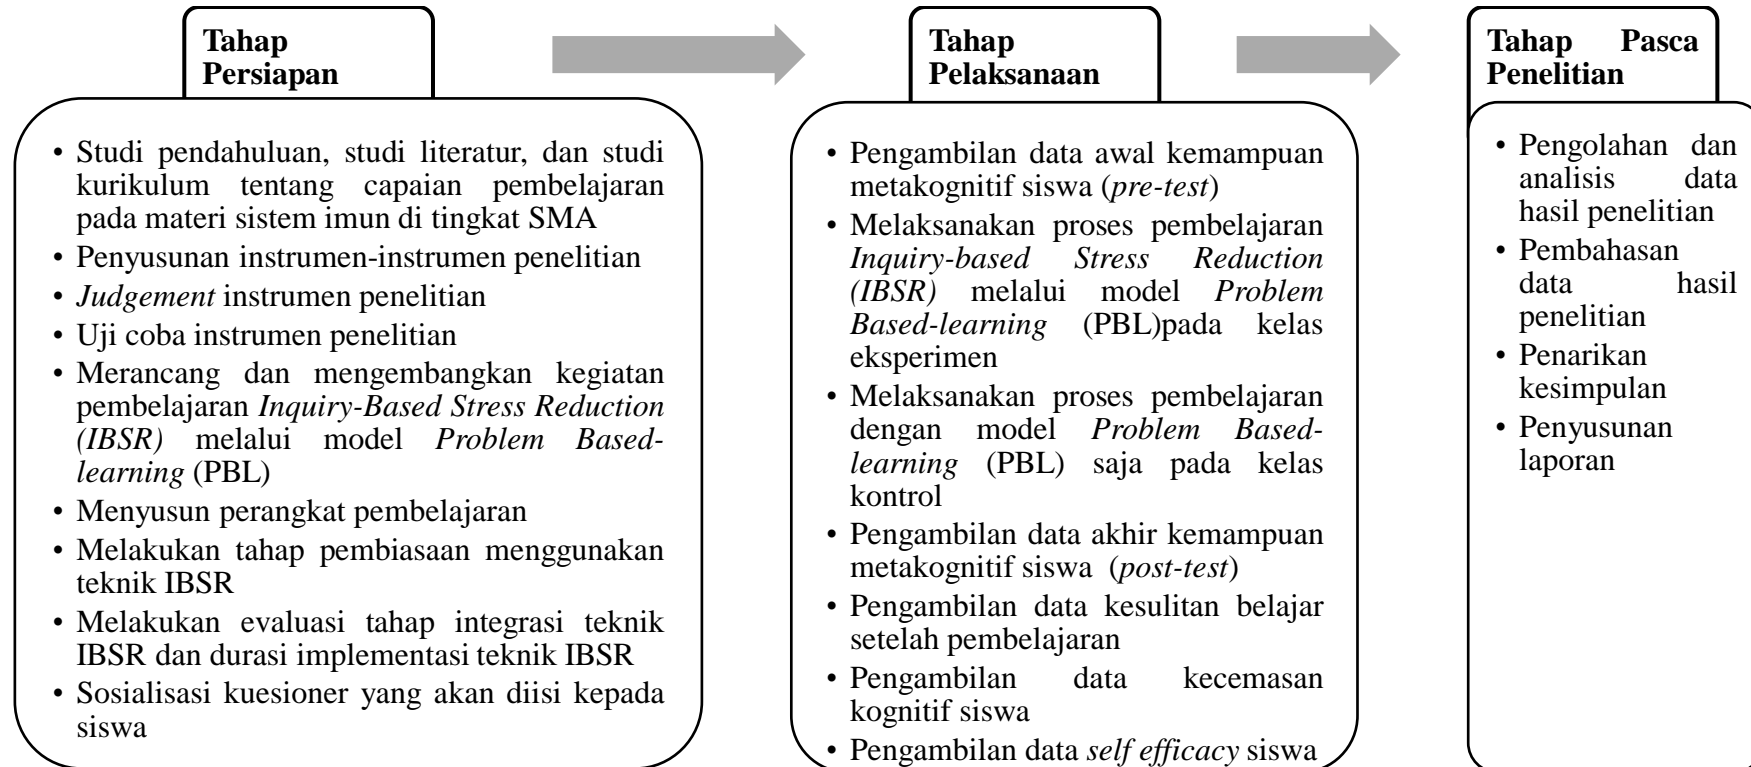 Tahap
Persiapan
• Studi pendahuluan, studi literatur, dan studi
kurikulum tentang capaian pembelajaran
pada materi sistem imun di tingkat SMA
• Penyusunan instrumen-instrumen penelitian
• Judgement instrumen penelitian
• Uji coba instrumen penelitian
• Merancang dan mengembangkan kegiatan
pembelajaran Inquiry-Based Stress Reduction
(IBSR) melalui model Problem Based-
learning (PBL)
• Menyusun perangkat pembelajaran
• Melakukan tahap pembiasaan menggunakan
teknik IBSR
• Melakukan evaluasi tahap integrasi teknik
IBSR dan durasi implementasi teknik IBSR
• Sosialisasi kuesioner yang akan diisi kepada
siswa
Tahap
Pelaksanaan
• Pengambilan data awal kemampuan
metakognitif siswa (pre-test)
• Melaksanakan proses pembelajaran
Inquiry-based Stress Reduction
(IBSR) melalui model Problem
Based-learning (PBL)pada kelas
eksperimen
• Melaksanakan proses pembelajaran
dengan model Problem Based-
learning (PBL) saja pada kelas
kontrol
• Pengambilan data akhir kemampuan
metakognitif siswa (post-test)
• Pengambilan data kesulitan belajar
setelah pembelajaran
• Pengambilan data kecemasan
kognitif siswa
• Pengambilan data self efficacy siswa
Tahap Pasca
Penelitian
• Pengolahan dan
analisis data
hasil penelitian
• Pembahasan
data hasil
penelitian
• Penarikan
kesimpulan
• Penyusunan
laporan